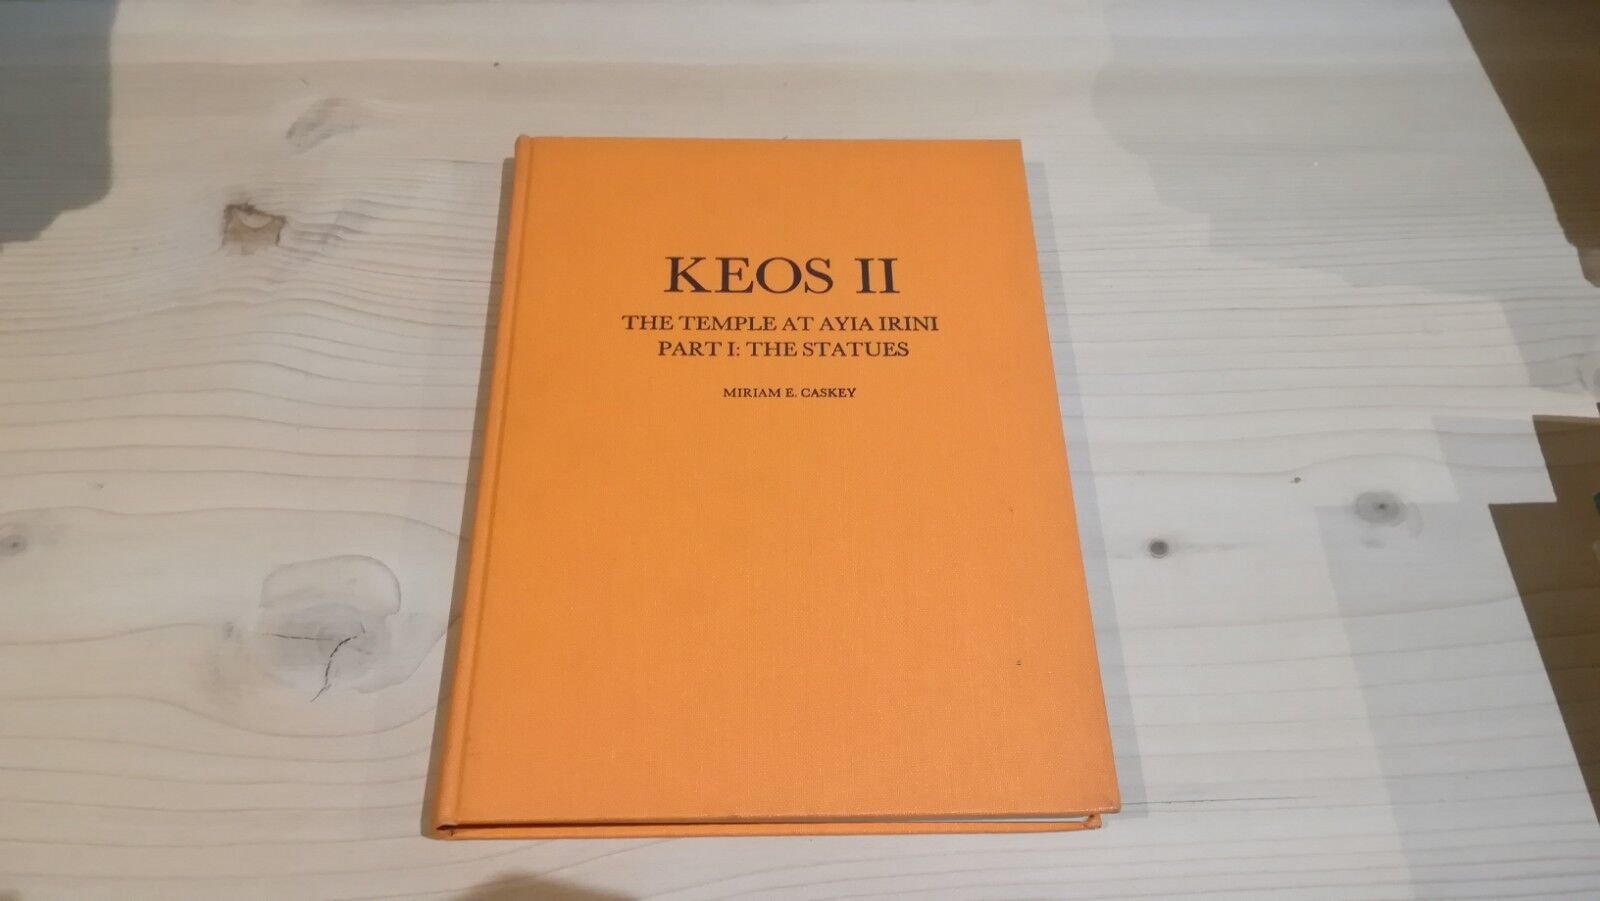 KEOS II
THE TEMPLE AT AYIA IRINI
PART I: THE STATUES
MIRIAM E. CASKEY